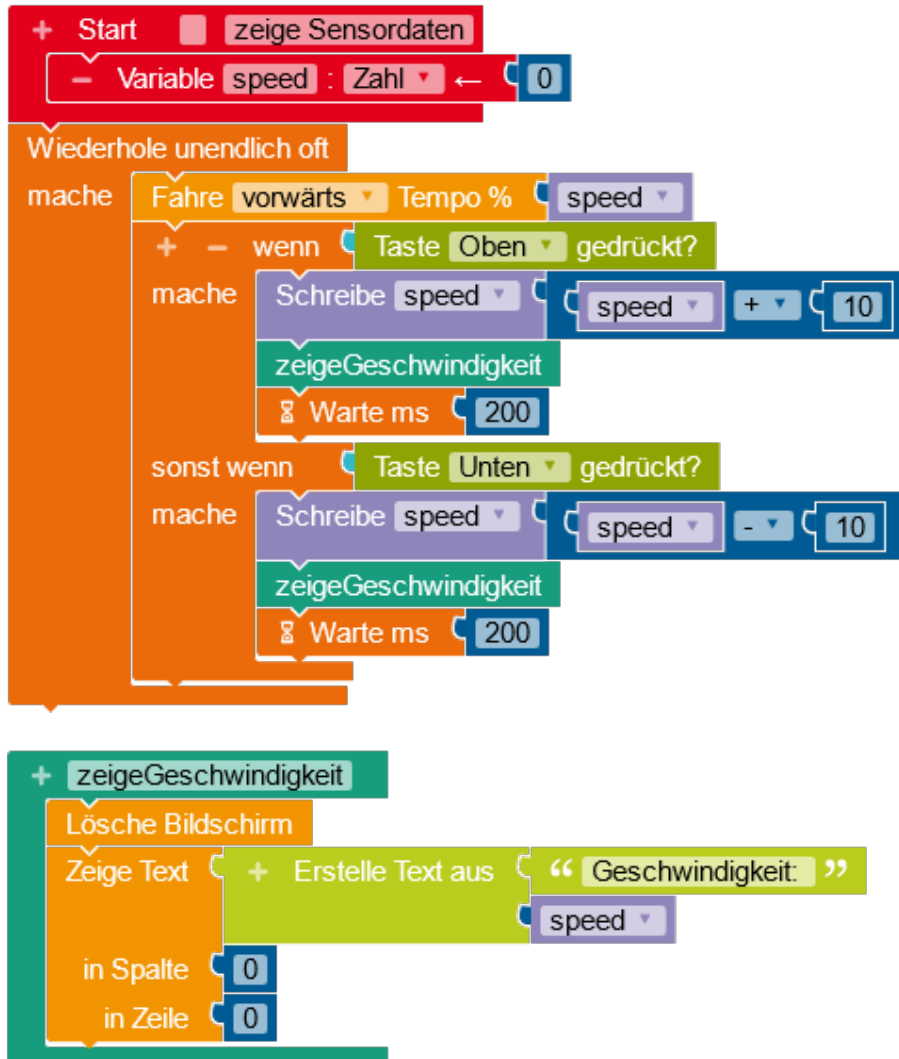 + Start zeige Sensordaten
− Variable speed : Zahl ← 0
Wiederhole unendlich oft
mache Fahre vorwärts Tempo % speed
+ − wenn Taste Oben gedrückt?
mache Schreibe speed speed + 10
zeigeGeschwindigkeit
Warte ms 200
sonst wenn Taste Unten gedrückt?
mache Schreibe speed speed - 10
zeigeGeschwindigkeit
Warte ms 200
+ zeigeGeschwindigkeit
Lösche Bildschirm
Zeige Text + Erstelle Text aus “ Geschwindigkeit: ”
speed
in Spalte 0
in Zeile 0